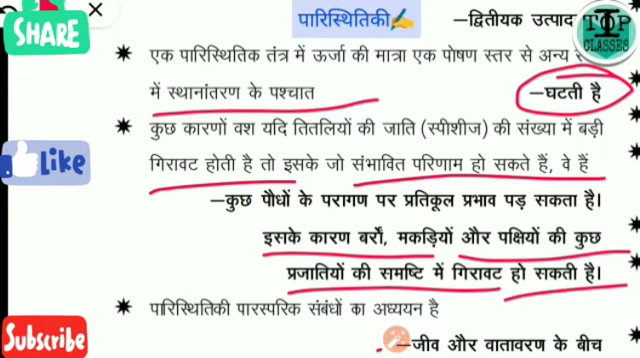 SHARE
पारिस्थितिकी✍
—द्वितीयक उत्पाद
TOP
CLASSES
* एक पारिस्थितिक तंत्र में ऊर्जा की मात्रा एक पोषण स्तर से अन्य
में स्थानांतरण के पश्चात —घटती है
* कुछ कारणों वश यदि तितलियों की जाति (स्पीशीज) की संख्या में बड़ी
Like
गिरावट होती है तो इसके जो संभावित परिणाम हो सकते हैं, वे हैं
—कुछ पौधों के परागण पर प्रतिकूल प्रभाव पड़ सकता है।
इसके कारण बर्रों, मकड़ियों और पक्षियों की कुछ
प्रजातियों की समष्टि में गिरावट हो सकती है।
* पारिस्थितिकी पारस्परिक संबंधों का अध्ययन है
Subscribe
—जीव और वातावरण के बीच